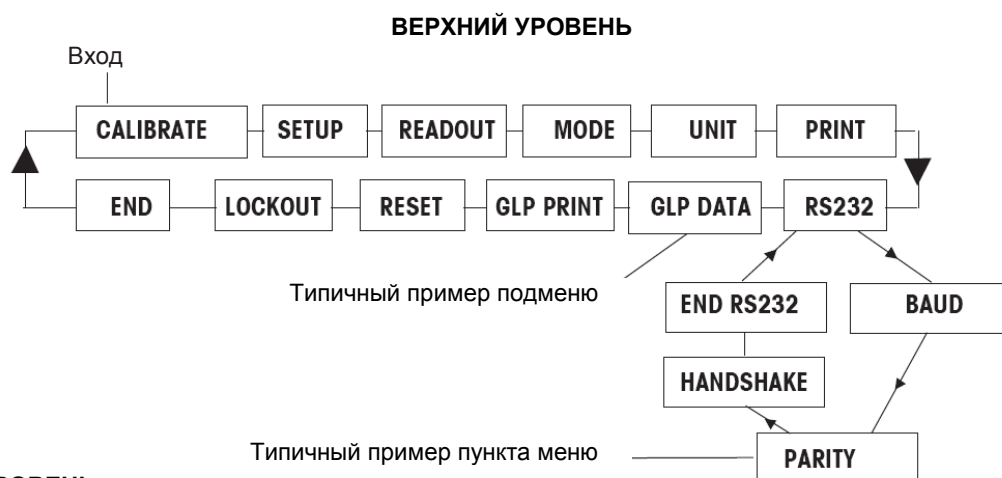 ВЕРХНИЙ УРОВЕНЬ
Вход
CALIBRATE SETUP READOUT MODE UNIT PRINT
END LOCKOUT RESET GLP PRINT GLP DATA RS232
Типичный пример подменю
END RS232 BAUD
HANDSHAKE
Типичный пример пункта меню
PARITY